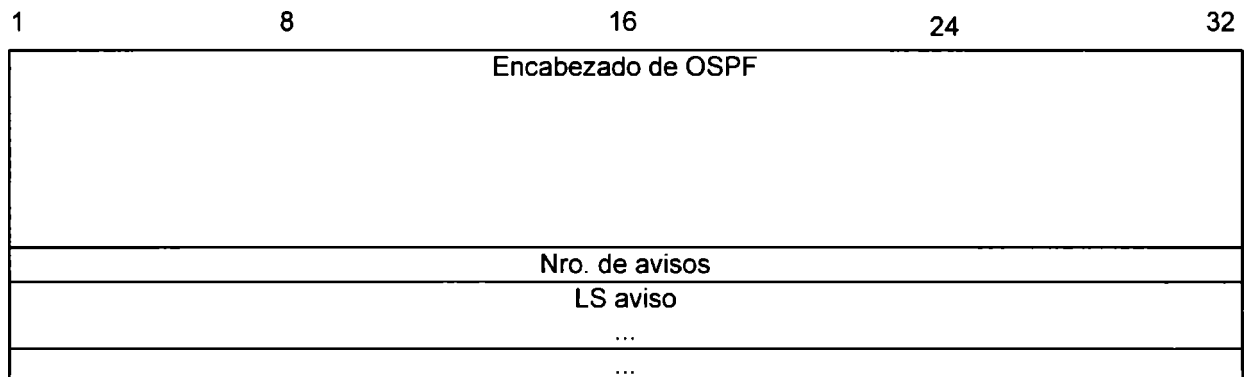 1 8 16 24 32
Encabezado de OSPF
Nro. de avisos
LS aviso
...
...